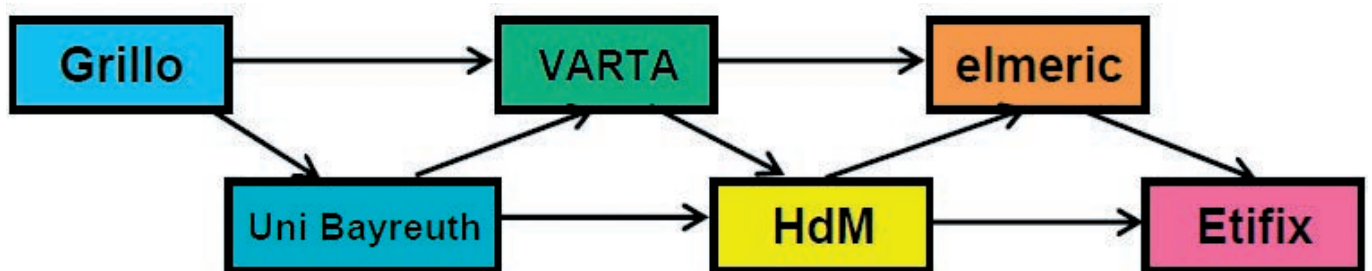 Grillo
VARTA
elmeric
Uni Bayreuth
HdM
Etifix